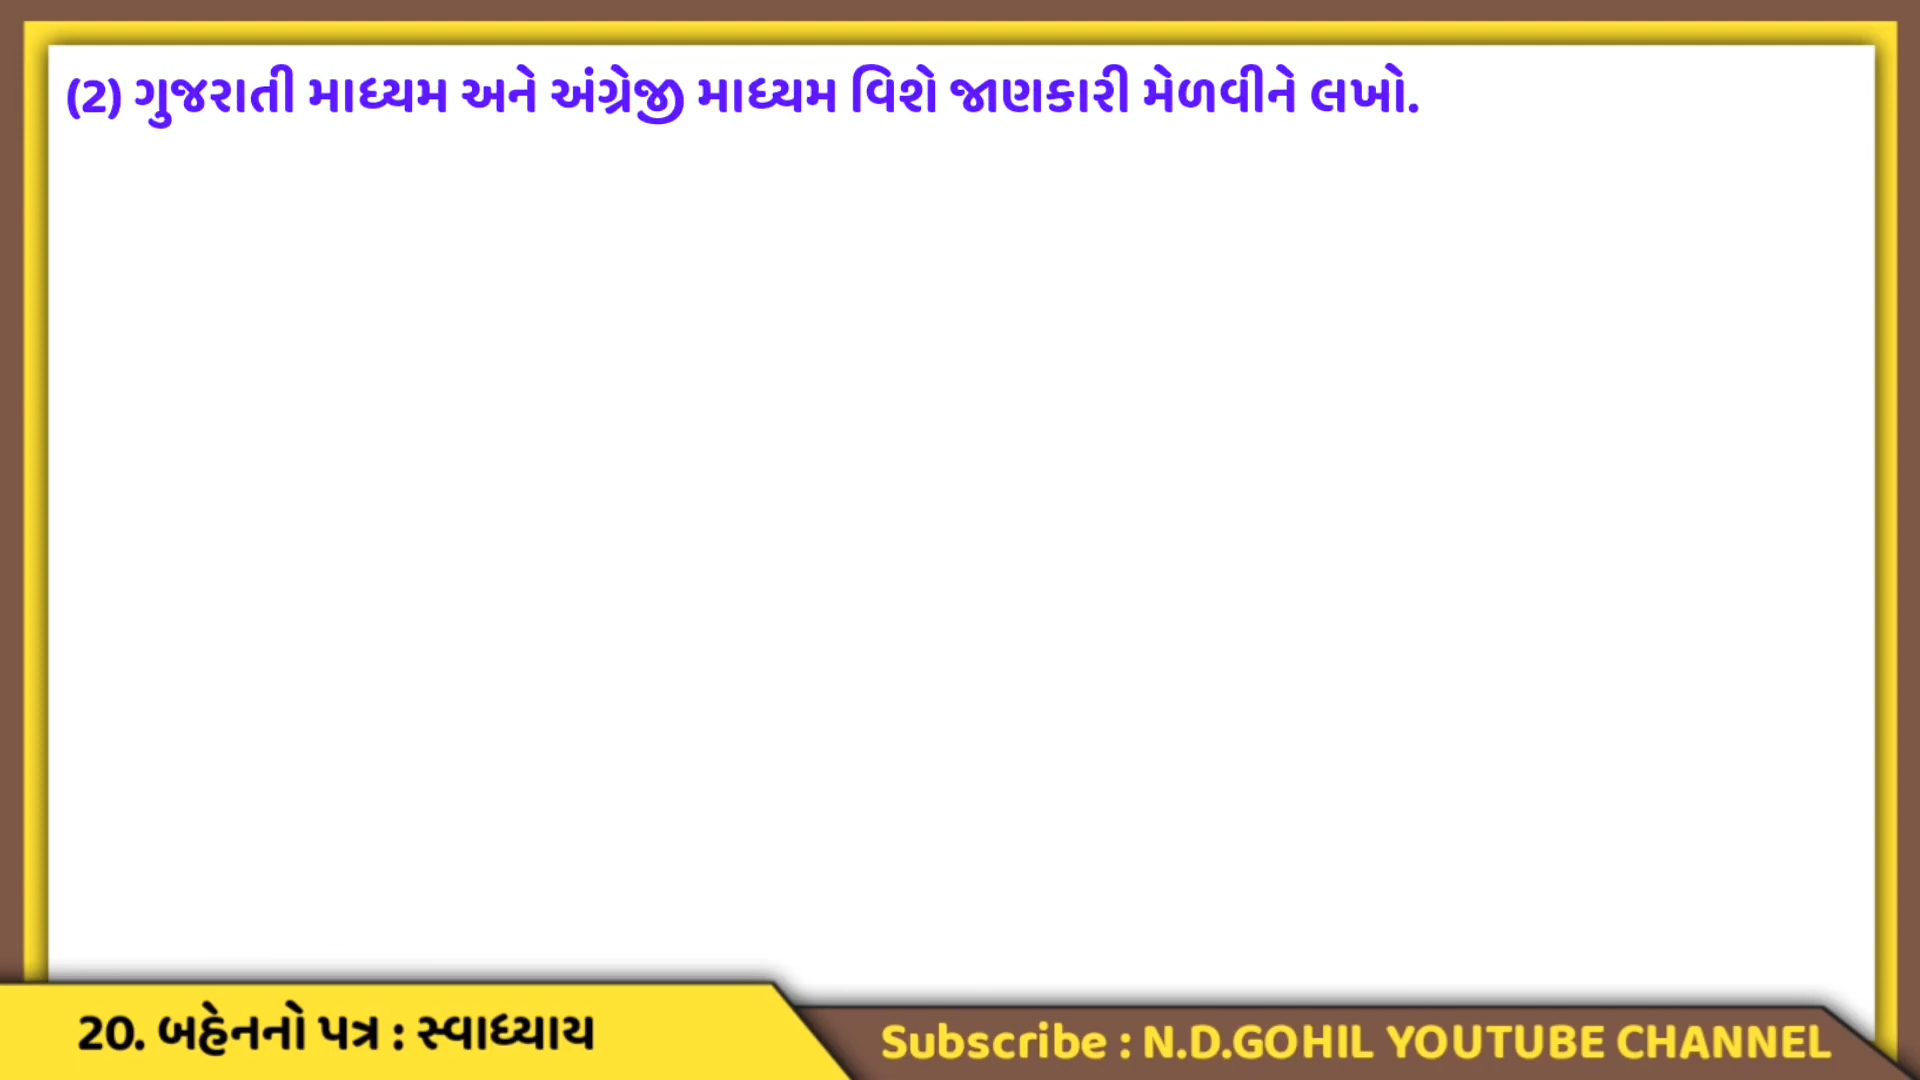 (2) ગુજરાતી માધ્યમ અને અંગ્રેજી માધ્યમ વિશે જાણકારી મેળવીને લખો.
20. બહેનનો પત્ર : સ્વાધ્યાય
Subscribe : N.D.GOHIL YOUTUBE CHANNEL